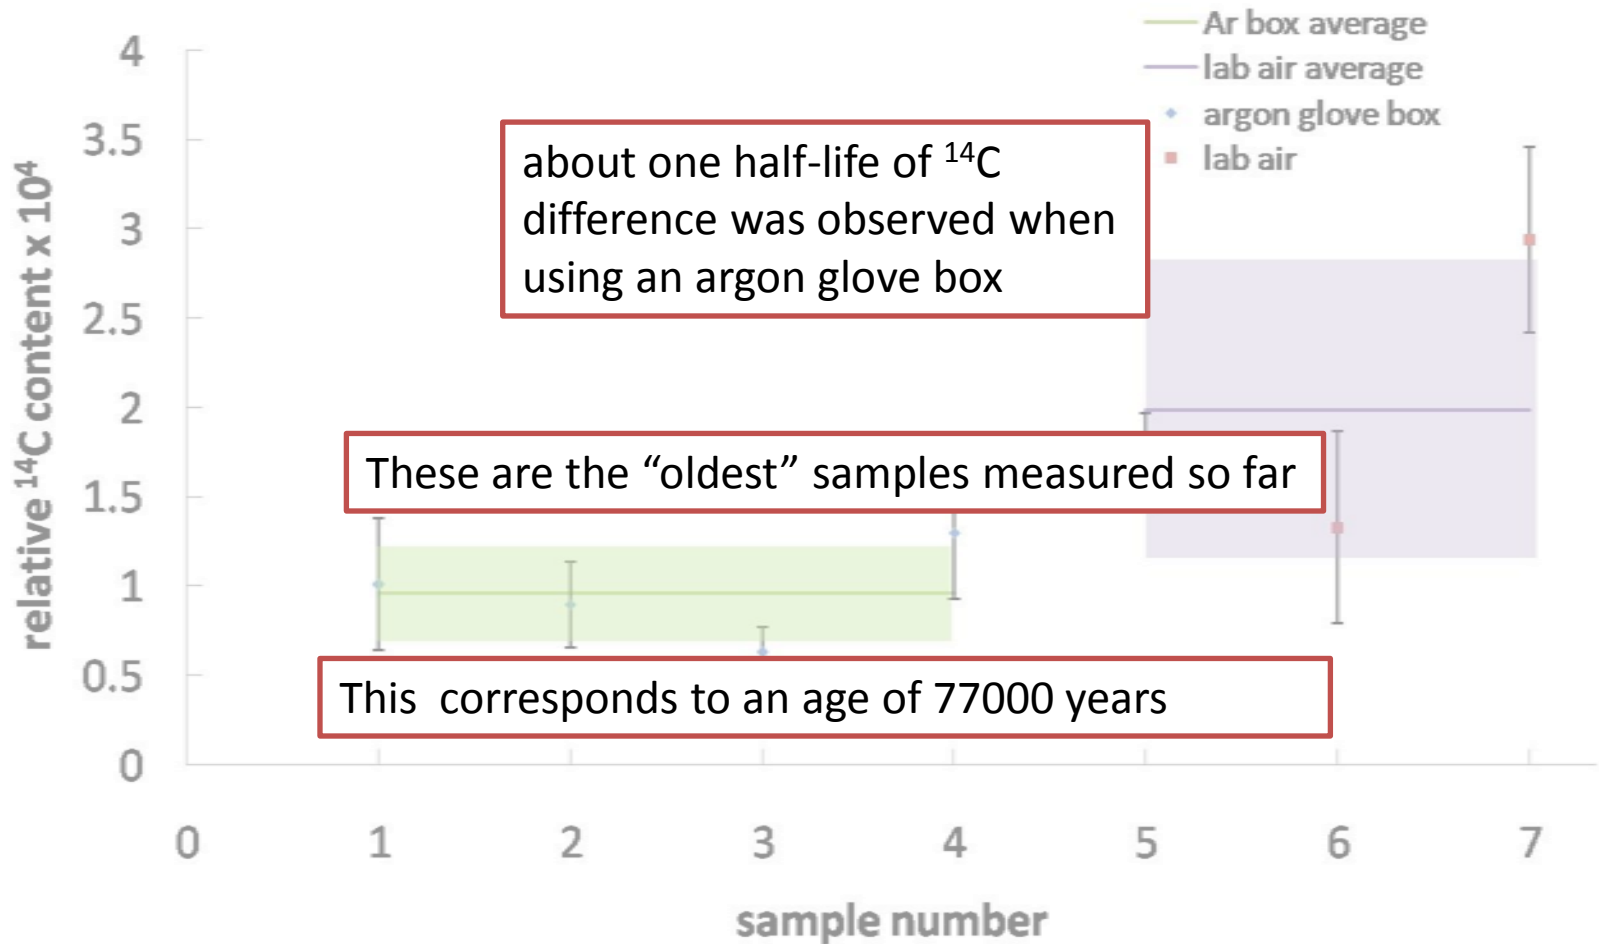 Ar box average
lab air average
argon glove box
lab air
4
3.5
3
2.5
2
1.5
1
0.5
0
relative ¹⁴C content x 10⁴
about one half-life of ¹⁴C
difference was observed when
using an argon glove box
These are the “oldest” samples measured so far
This corresponds to an age of 77000 years
0 1 2 3 4 5 6 7
sample number